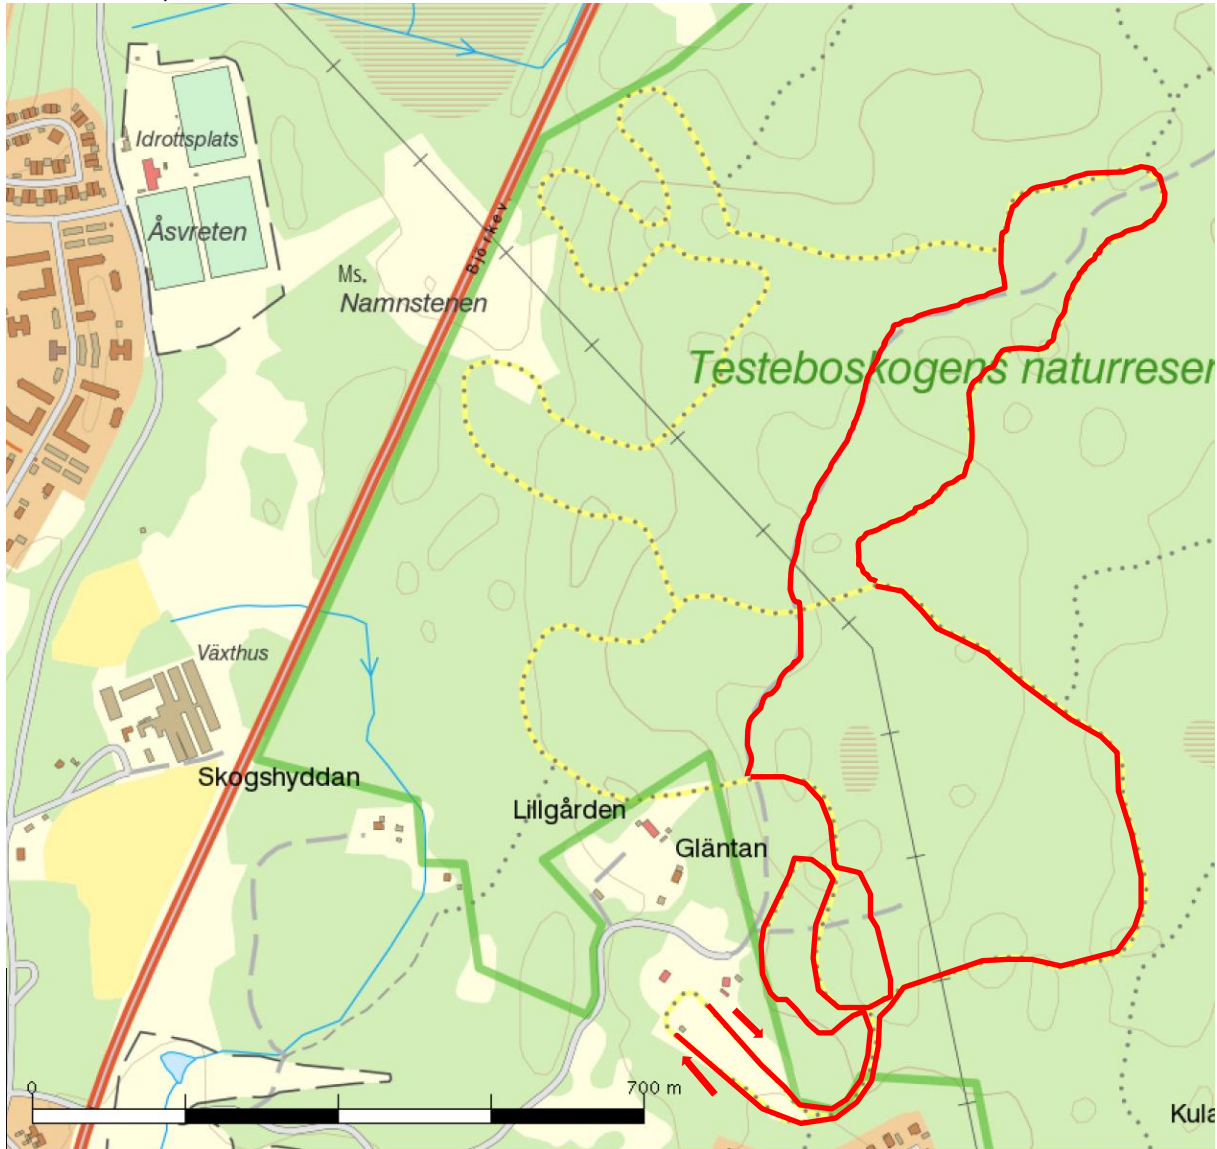 Idrottsplats
Åsvreten
Björkev.
Ms.
Namnstenen
Testeboskogens naturreser
Växthus
Skogshyddan
Lillgården
Gläntan
0
700 m
Kula